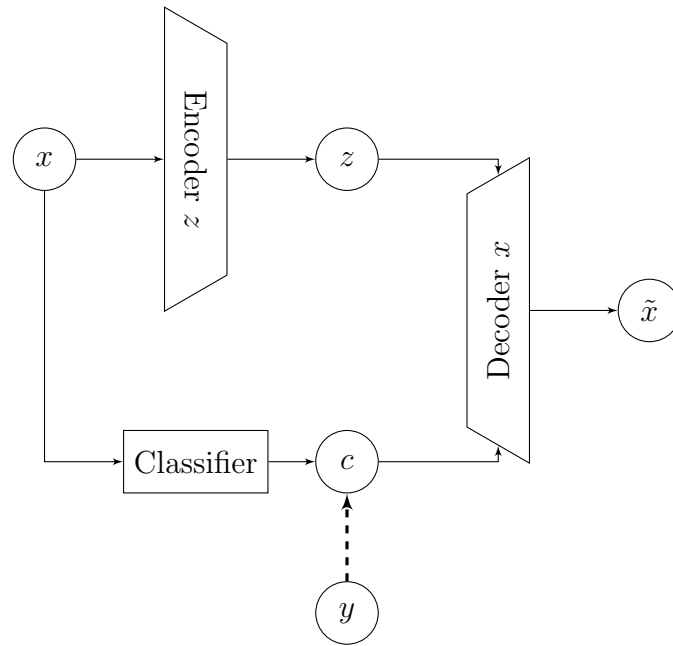 x
Encoder z
z
Decoder x
x̃
Classifier
c
y